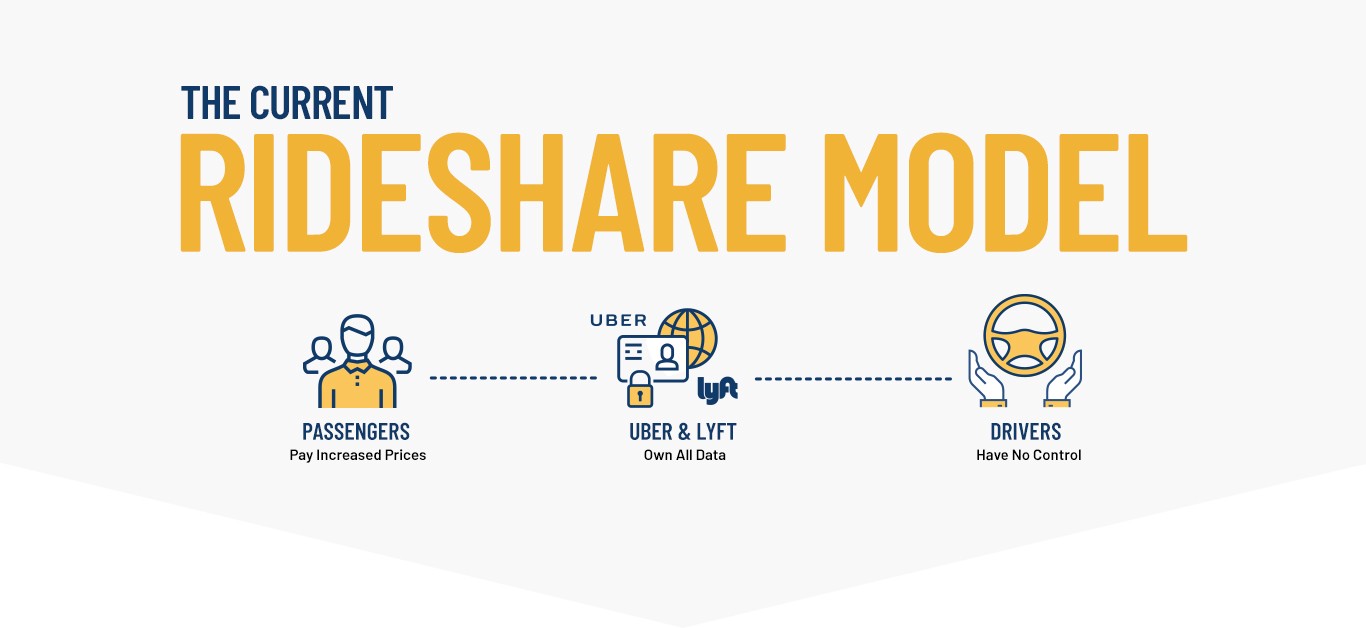 THE CURRENT
RIDESHARE MODEL
UBER
lyft
PASSENGERS
Pay Increased Prices
UBER & LYFT
Own All Data
DRIVERS
Have No Control